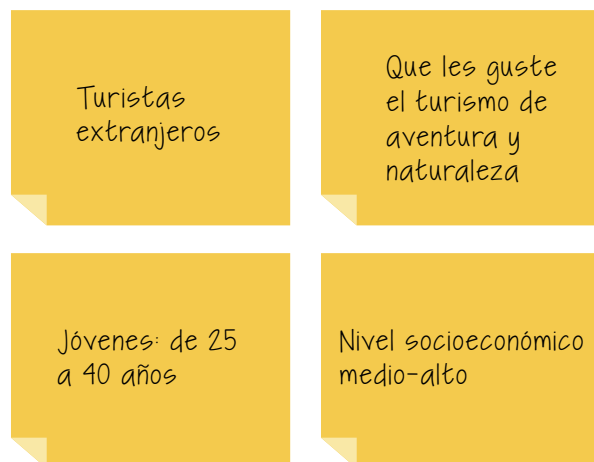 Turistas
extranjeros
Que les guste
el turismo de
aventura y
naturaleza
Jóvenes: de 25
a 40 años
Nivel socioeconómico
medio-alto